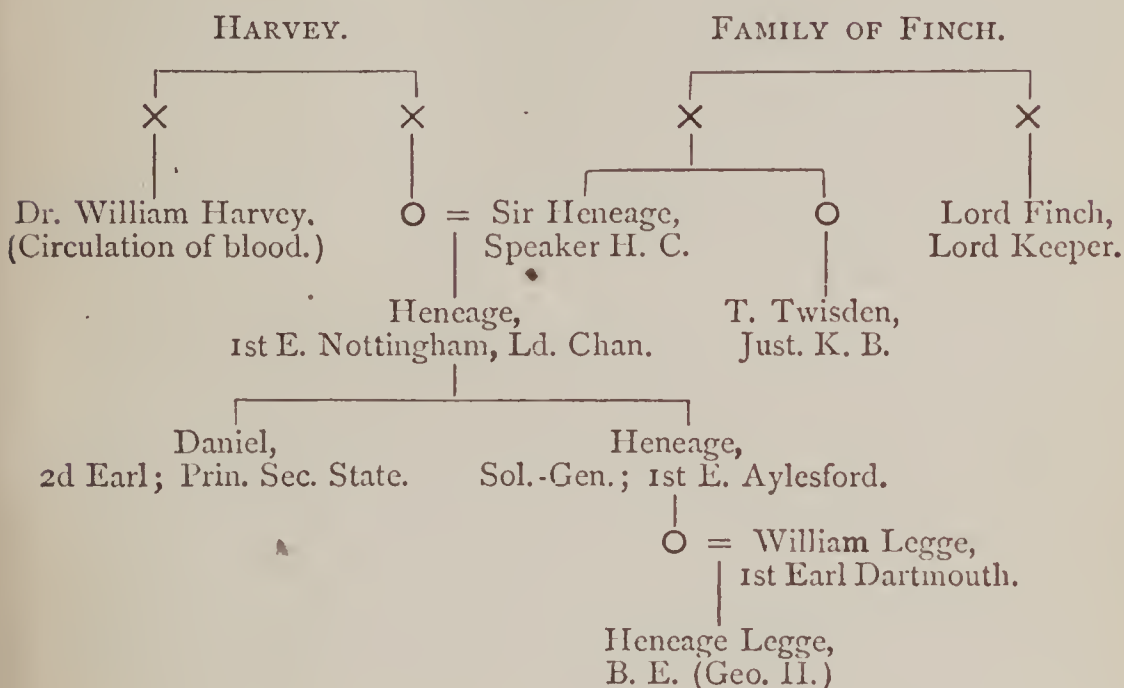 HARVEY.
FAMILY OF FINCH.
Dr. William Harvey.
(Circulation of blood.)
= Sir Heneage,
Speaker H. C.
Lord Finch,
Lord Keeper.
Heneage,
1st E. Nottingham, Ld. Chan.
T. Twisden,
Just. K. B.
Daniel,
2d Earl; Prin. Sec. State.
Heneage,
Sol.-Gen.; 1st E. Aylesford.
= William Legge,
1st Earl Dartmouth.
Heneage Legge,
B. E. (Geo. II.)